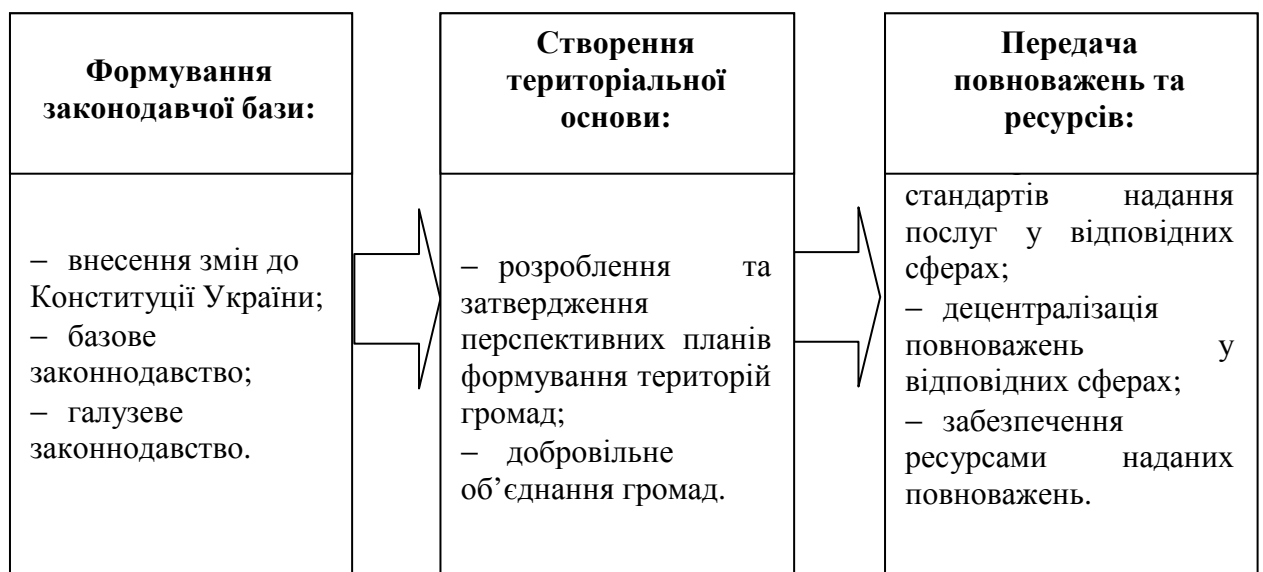 Формування
законодавчої бази:
– внесення змін до
Конституції України;
– базове
законнодавство;
– галузеве
законнодавство.
Створення
територіальної
основи:
– розроблення та
затвердження
перспективних планів
формування територій
громад;
– добровільне
об’єднання громад.
Передача
повноважень та
ресурсів:
стандартів надання
послуг у відповідних
сферах;
– децентралізація
повноважень у
відповідних сферах;
– забезпечення
ресурсами наданих
повноважень.